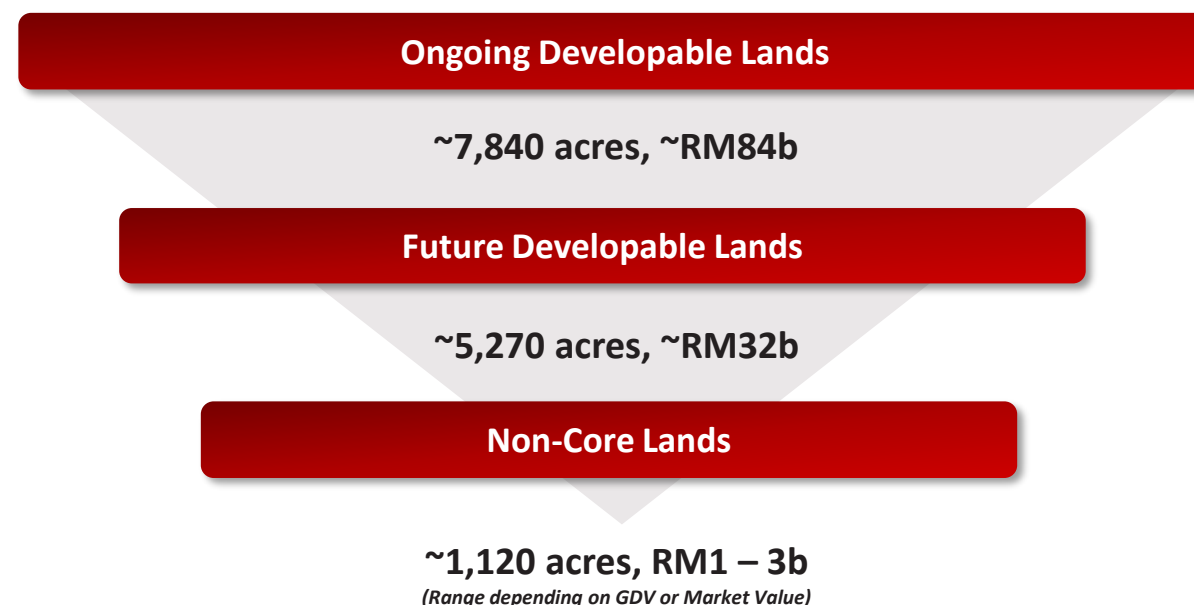 Ongoing Developable Lands
~7,840 acres, ~RM84b
Future Developable Lands
~5,270 acres, ~RM32b
Non-Core Lands
~1,120 acres, RM1 – 3b
(Range depending on GDV or Market Value)